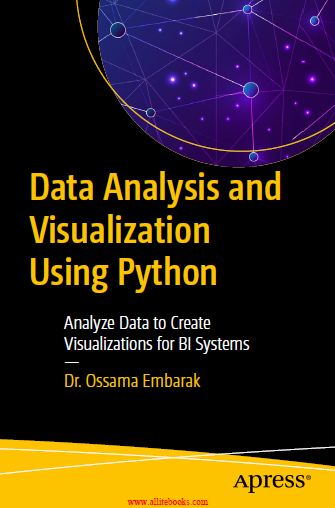 Data Analysis and
Visualization
Using Python
Analyze Data to Create
Visualizations for BI Systems
—
Dr. Ossama Embarak
Apress®
www.allitebooks.com